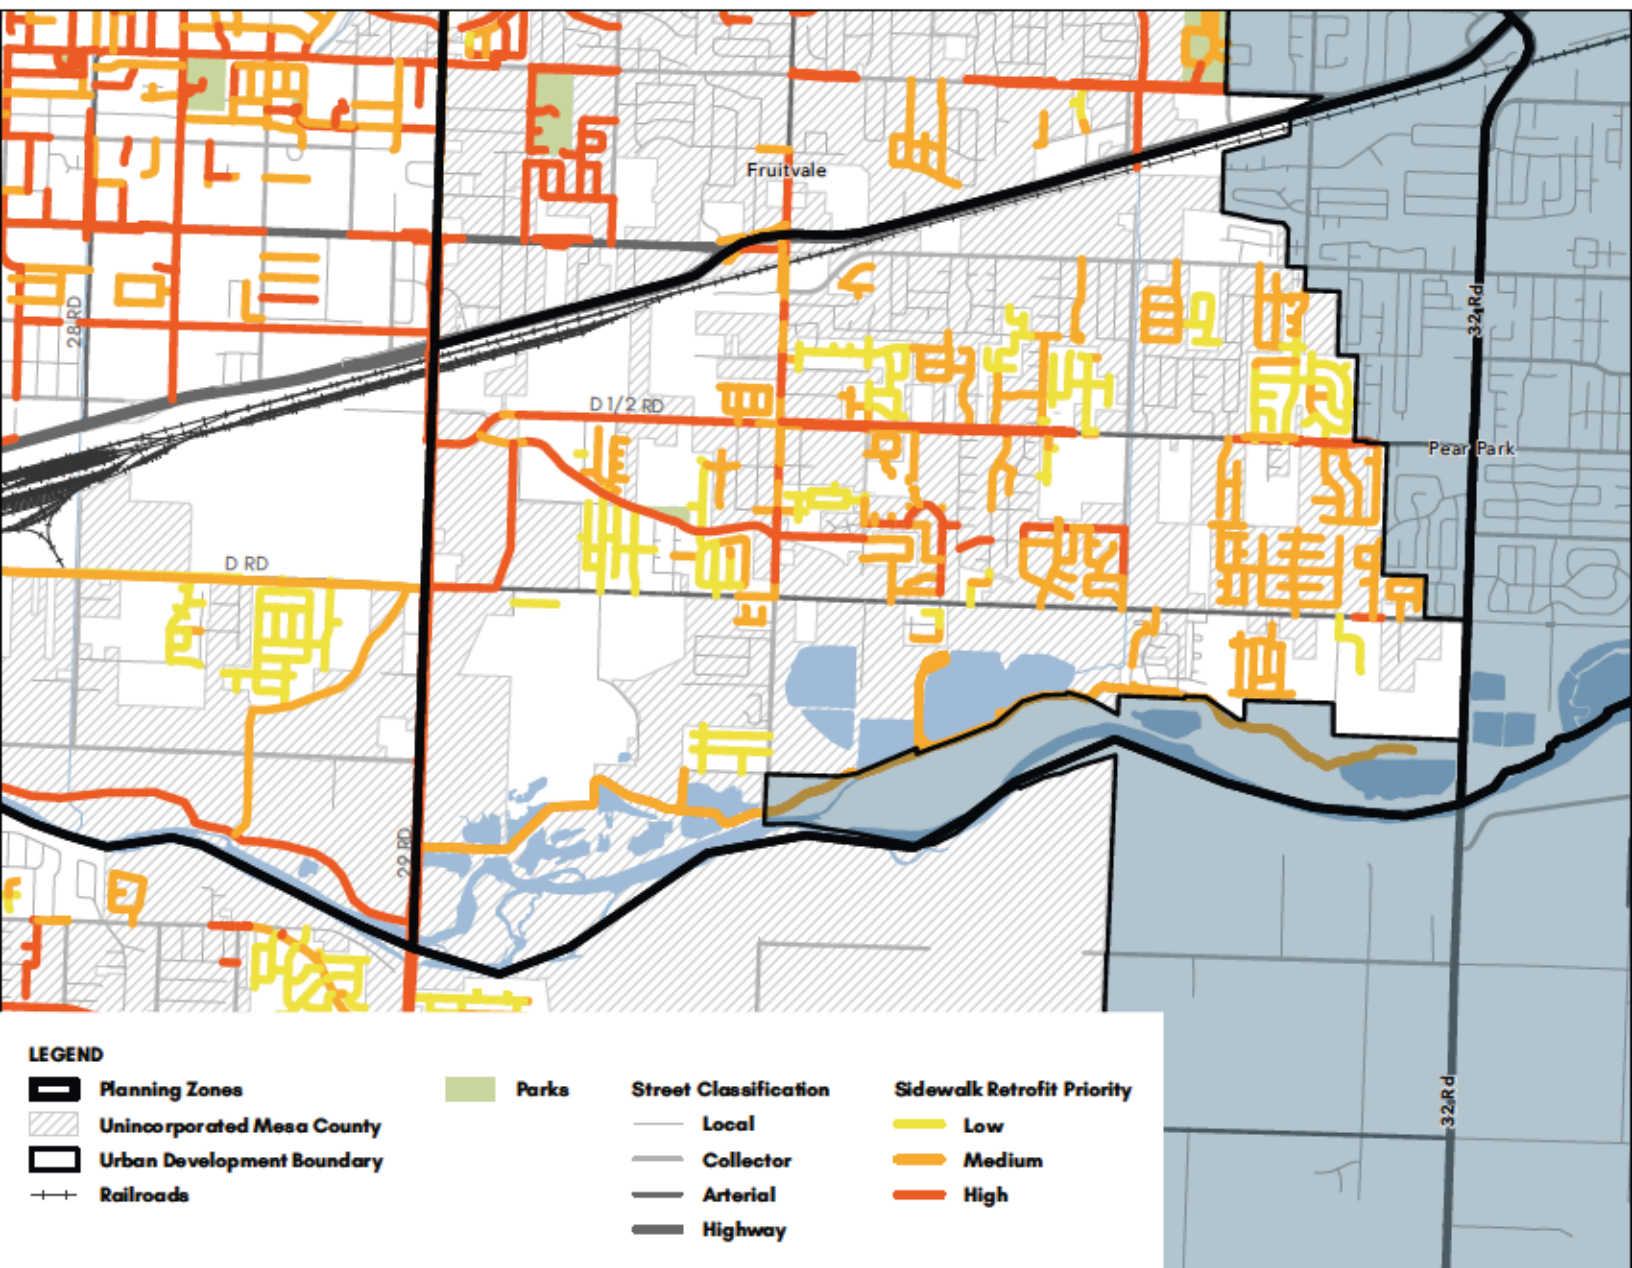 Fruitvale
28 RD
32 Rd
D 1/2 RD
Pear Park
D RD
29 RD
32 Rd
LEGEND
Planning Zones
Unincorporated Mesa County
Urban Development Boundary
Railroads
Parks
Street Classification
Local
Collector
Arterial
Highway
Sidewalk Retrofit Priority
Low
Medium
High